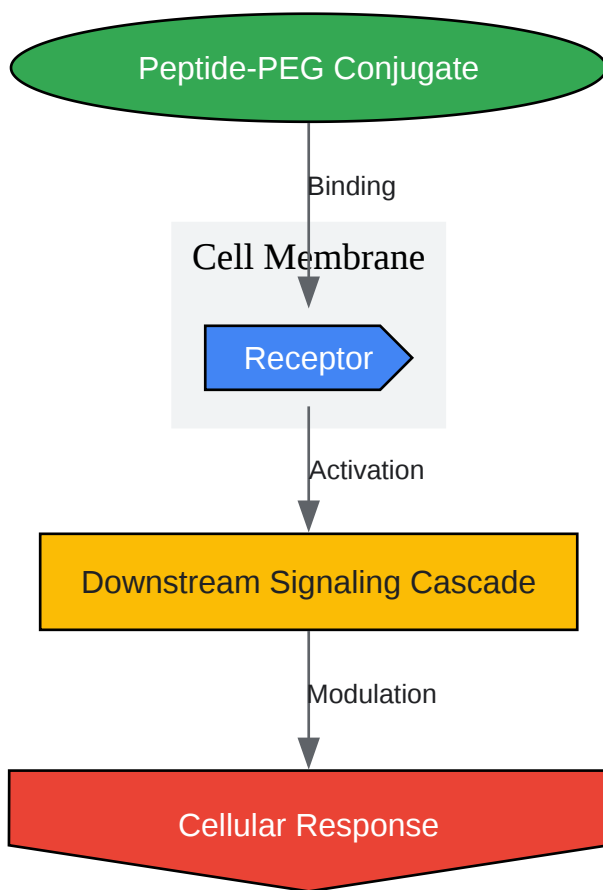 Peptide-PEG Conjugate
Binding
Cell Membrane
Receptor
Activation
Downstream Signaling Cascade
Modulation
Cellular Response